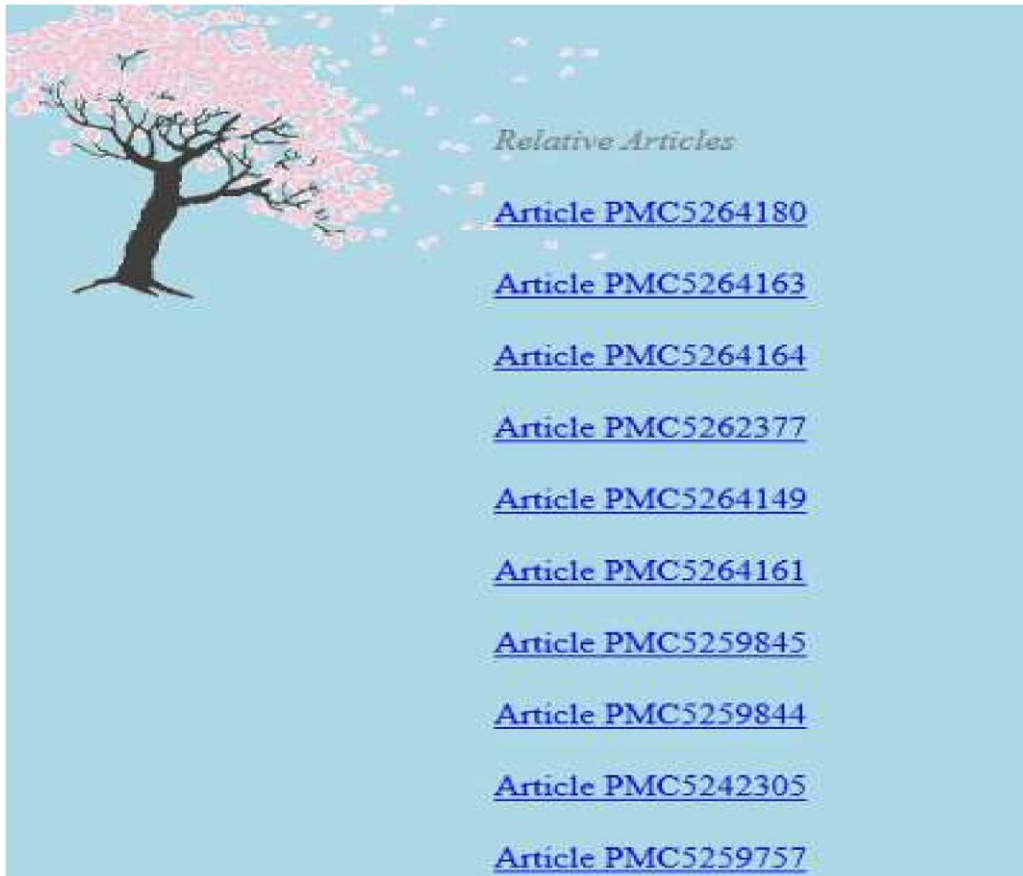 Relative Articles
Article PMC5264180
Article PMC5264163
Article PMC5264164
Article PMC5262377
Article PMC5264149
Article PMC5264161
Article PMC5259845
Article PMC5259844
Article PMC5242305
Article PMC5259757